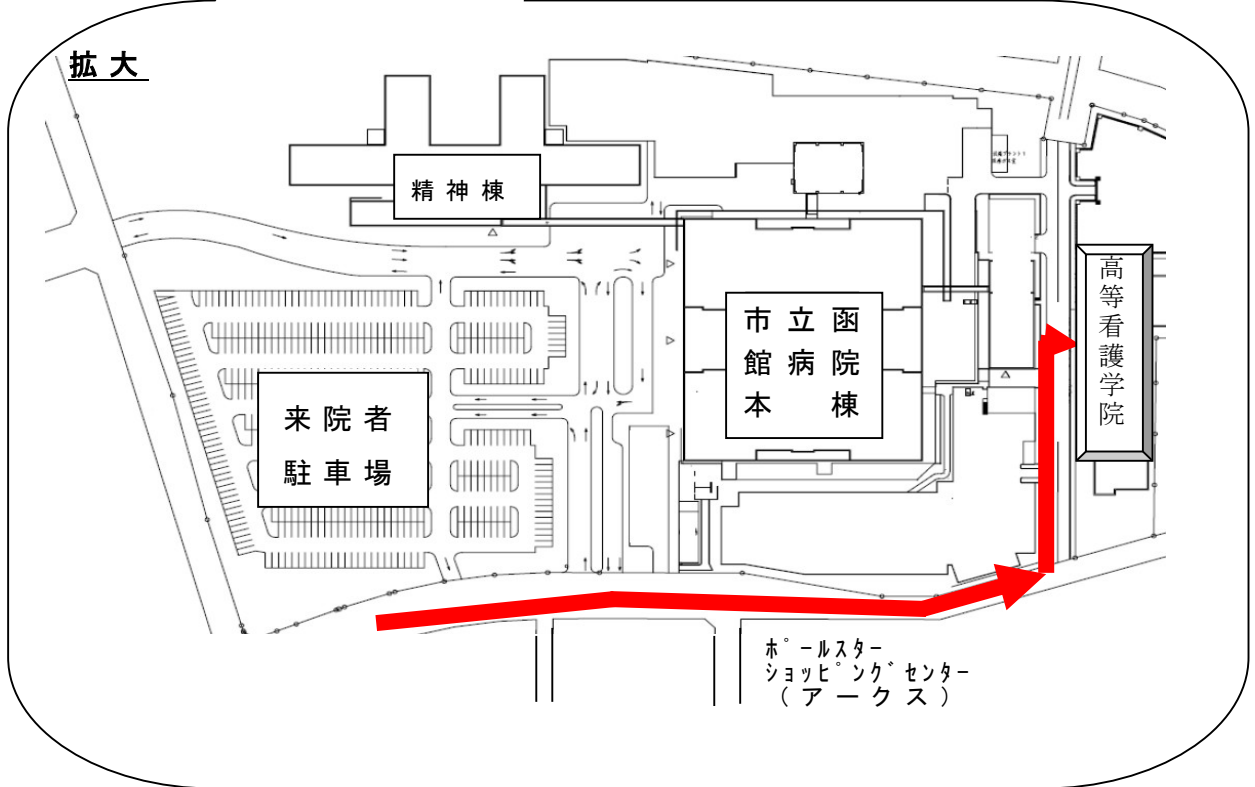 拡大
精神棟
市立函
館病院
本棟
高等看護学院
来院者
駐車場
ﾎﾟｰﾙｽﾀｰ
ｼｮｯﾋﾟﾝｸﾞｾﾝﾀｰ
（アークス）